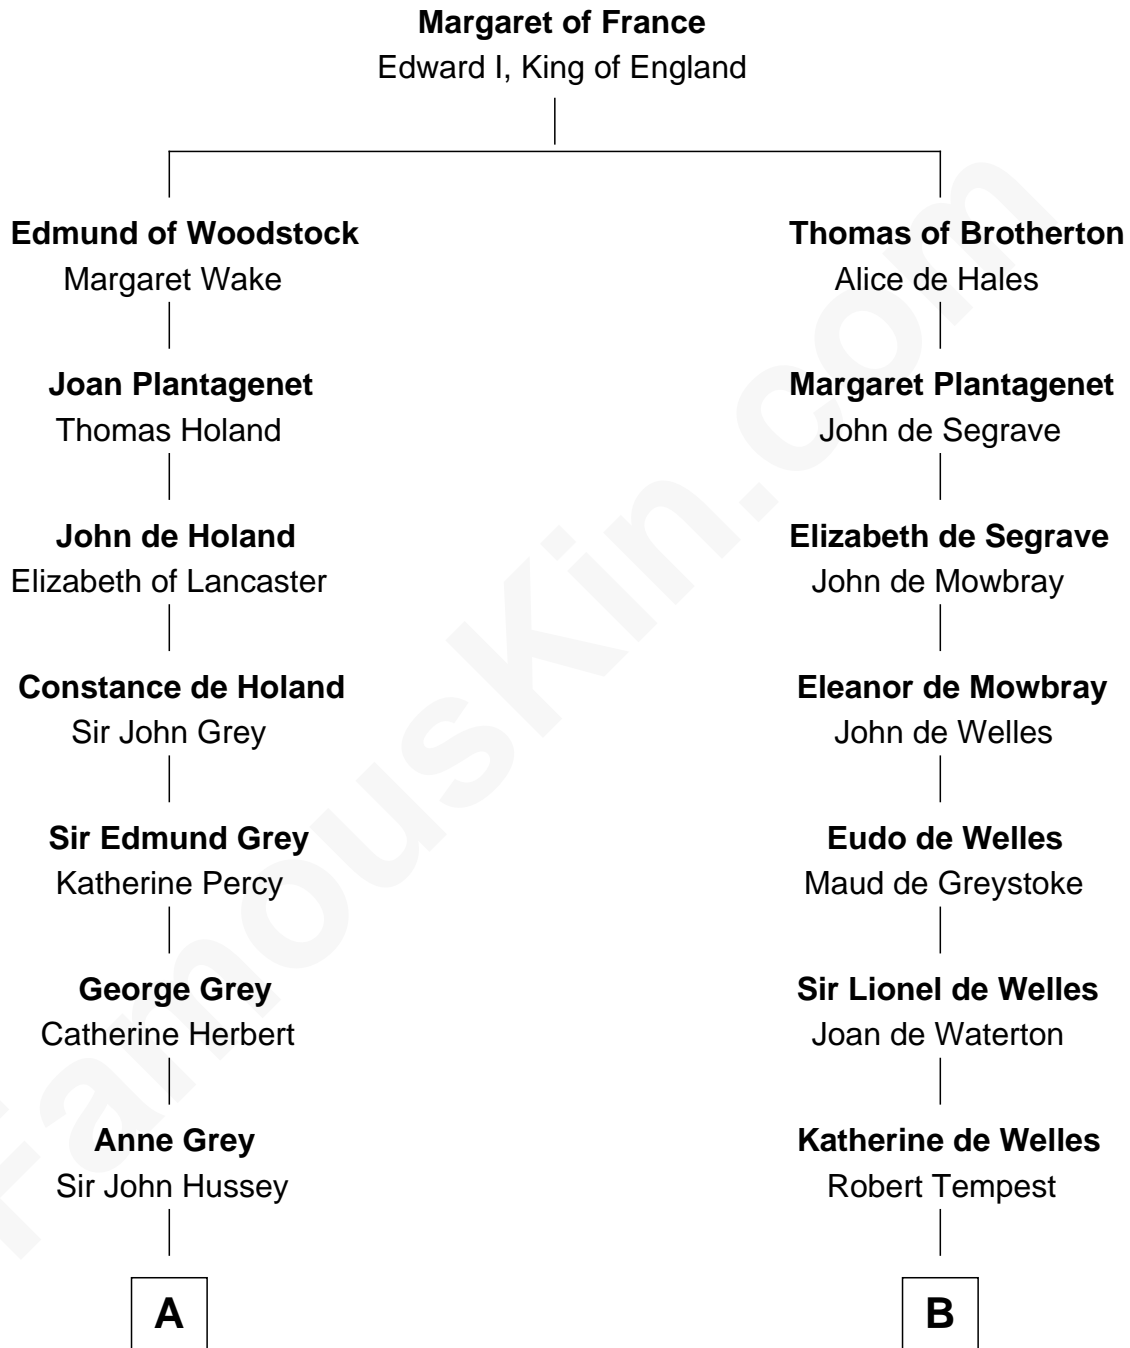 Margaret of France
Edward I, King of England
Edmund of Woodstock
Margaret Wake
Thomas of Brotherton
Alice de Hales
Joan Plantagenet
Thomas Holand
Margaret Plantagenet
John de Segrave
John de Holand
Elizabeth of Lancaster
Elizabeth de Segrave
John de Mowbray
Constance de Holand
Sir John Grey
Eleanor de Mowbray
John de Welles
Sir Edmund Grey
Katherine Percy
Eudo de Welles
Maud de Greystoke
George Grey
Catherine Herbert
Sir Lionel de Welles
Joan de Waterton
Anne Grey
Sir John Hussey
Katherine de Welles
Robert Tempest
A
B
FamousKin.com